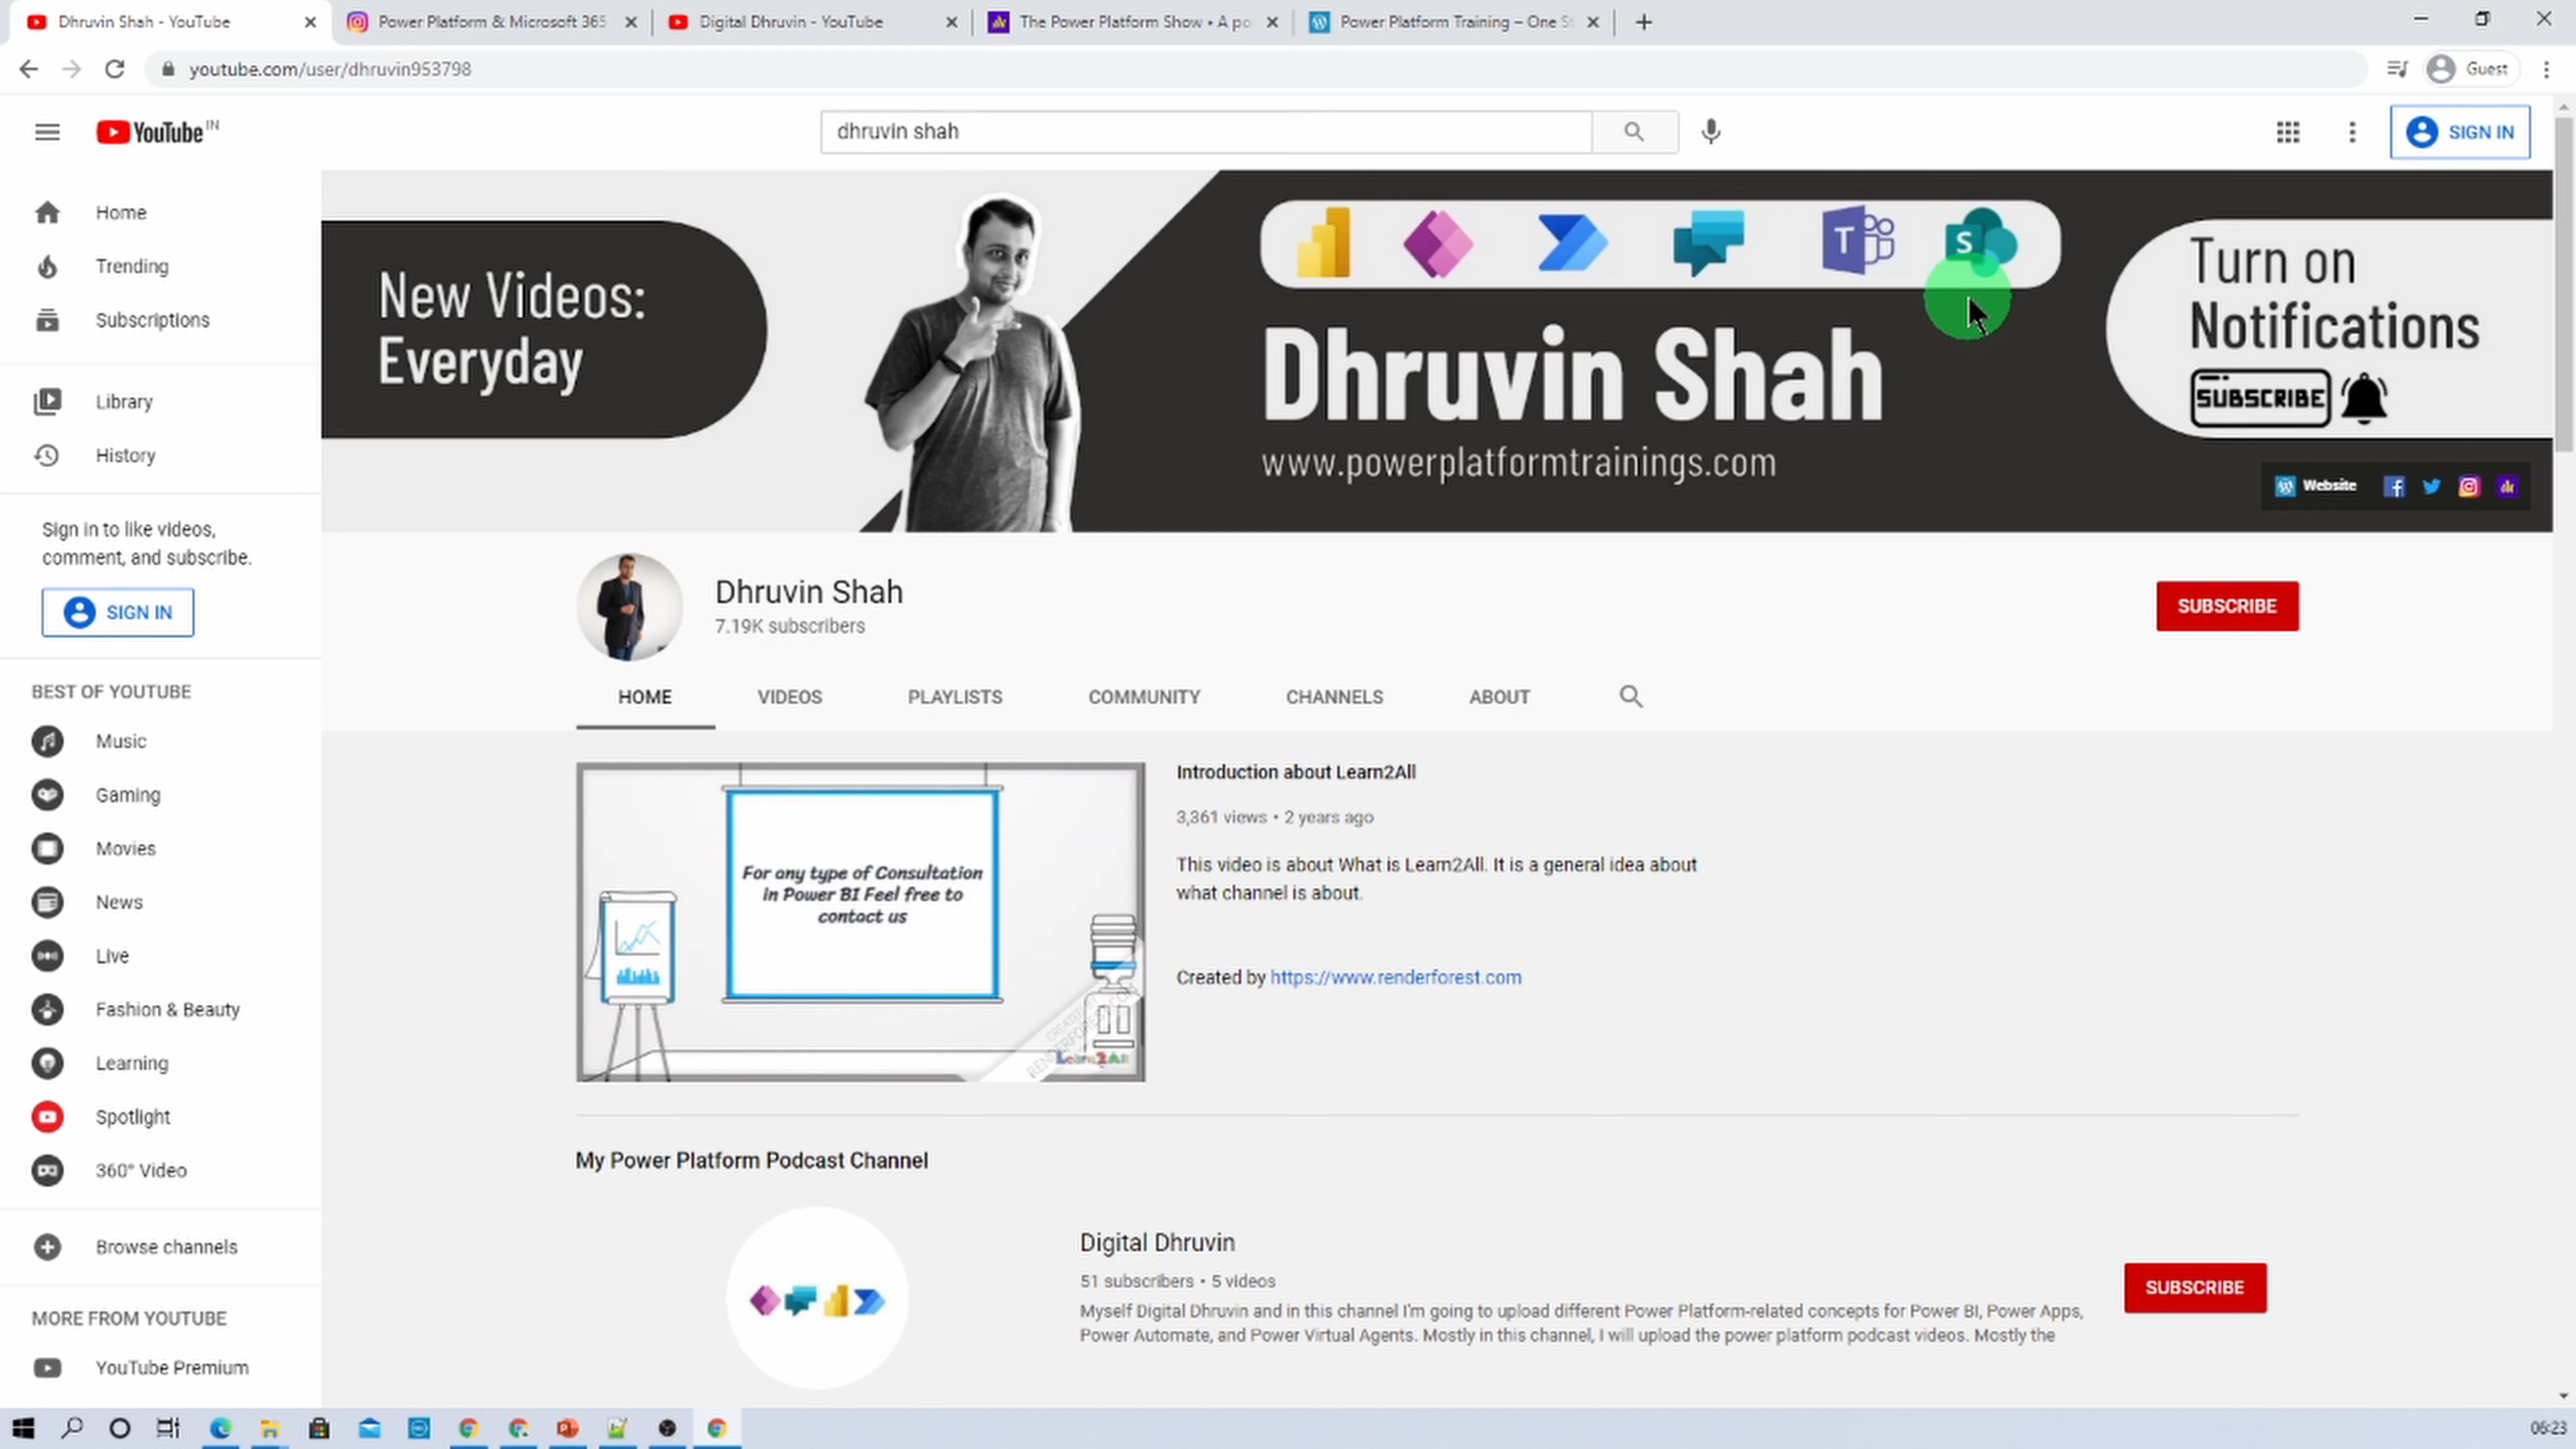 Dhruvin Shah - YouTube
Power Platform & Microsoft 365
Digital Dhruvin - YouTube
The Power Platform Show • A po
Power Platform Training – One St
youtube.com/user/dhruvin953798
Guest
YouTube IN
dhruvin shah
SIGN IN
Home
Trending
Subscriptions
Library
History
Sign in to like videos,
comment, and subscribe.
SIGN IN
BEST OF YOUTUBE
Music
Gaming
Movies
News
Live
Fashion & Beauty
Learning
Spotlight
360° Video
Browse channels
MORE FROM YOUTUBE
YouTube Premium
New Videos:
Everyday
T
S
Dhruvin Shah
www.powerplatformtrainings.com
Turn on
Notifications
SUBSCRIBE
Website
Dhruvin Shah
7.19K subscribers
SUBSCRIBE
HOME
VIDEOS
PLAYLISTS
COMMUNITY
CHANNELS
ABOUT
For any type of Consultation
in Power BI Feel free to
contact us
Learn2All
Introduction about Learn2All
3,361 views • 2 years ago
This video is about What is Learn2All. It is a general idea about
what channel is about.
Created by https://www.renderforest.com
My Power Platform Podcast Channel
Digital Dhruvin
51 subscribers • 5 videos
Myself Digital Dhruvin and in this channel I'm going to upload different Power Platform-related concepts for Power BI, Power Apps,
Power Automate, and Power Virtual Agents. Mostly in this channel, I will upload the power platform podcast videos. Mostly the
SUBSCRIBE
06:23